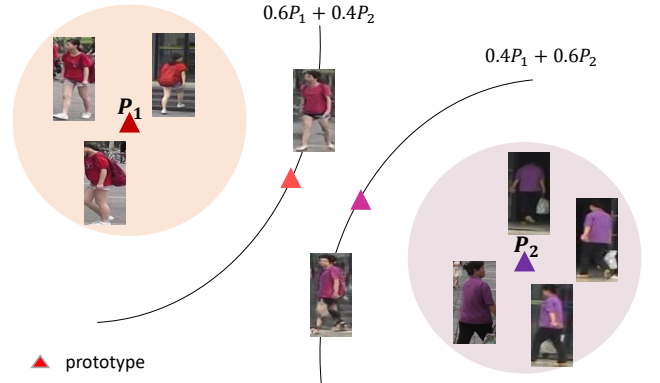 0.6P₁ + 0.4P₂
0.4P₁ + 0.6P₂
P₁
P₂
prototype